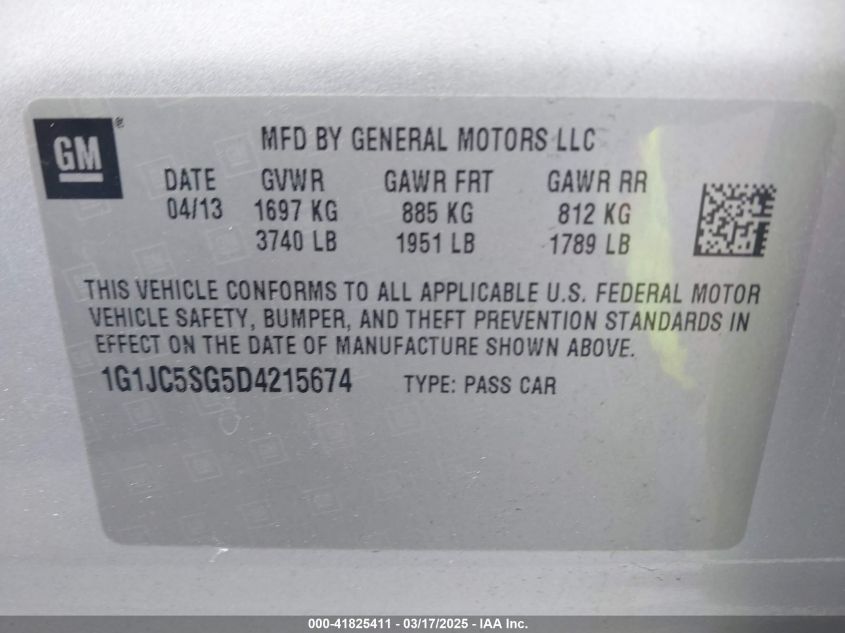 GM®
MFD BY GENERAL MOTORS LLC
DATE GVWR GAWR FRT GAWR RR
04/13 1697 KG 885 KG 812 KG
3740 LB 1951 LB 1789 LB
THIS VEHICLE CONFORMS TO ALL APPLICABLE U.S. FEDERAL MOTOR
VEHICLE SAFETY, BUMPER, AND THEFT PREVENTION STANDARDS IN
EFFECT ON THE DATE OF MANUFACTURE SHOWN ABOVE.
1G1JC5SG5D4215674 TYPE: PASS CAR
000-41825411 - 03/17/2025 - IAA Inc.